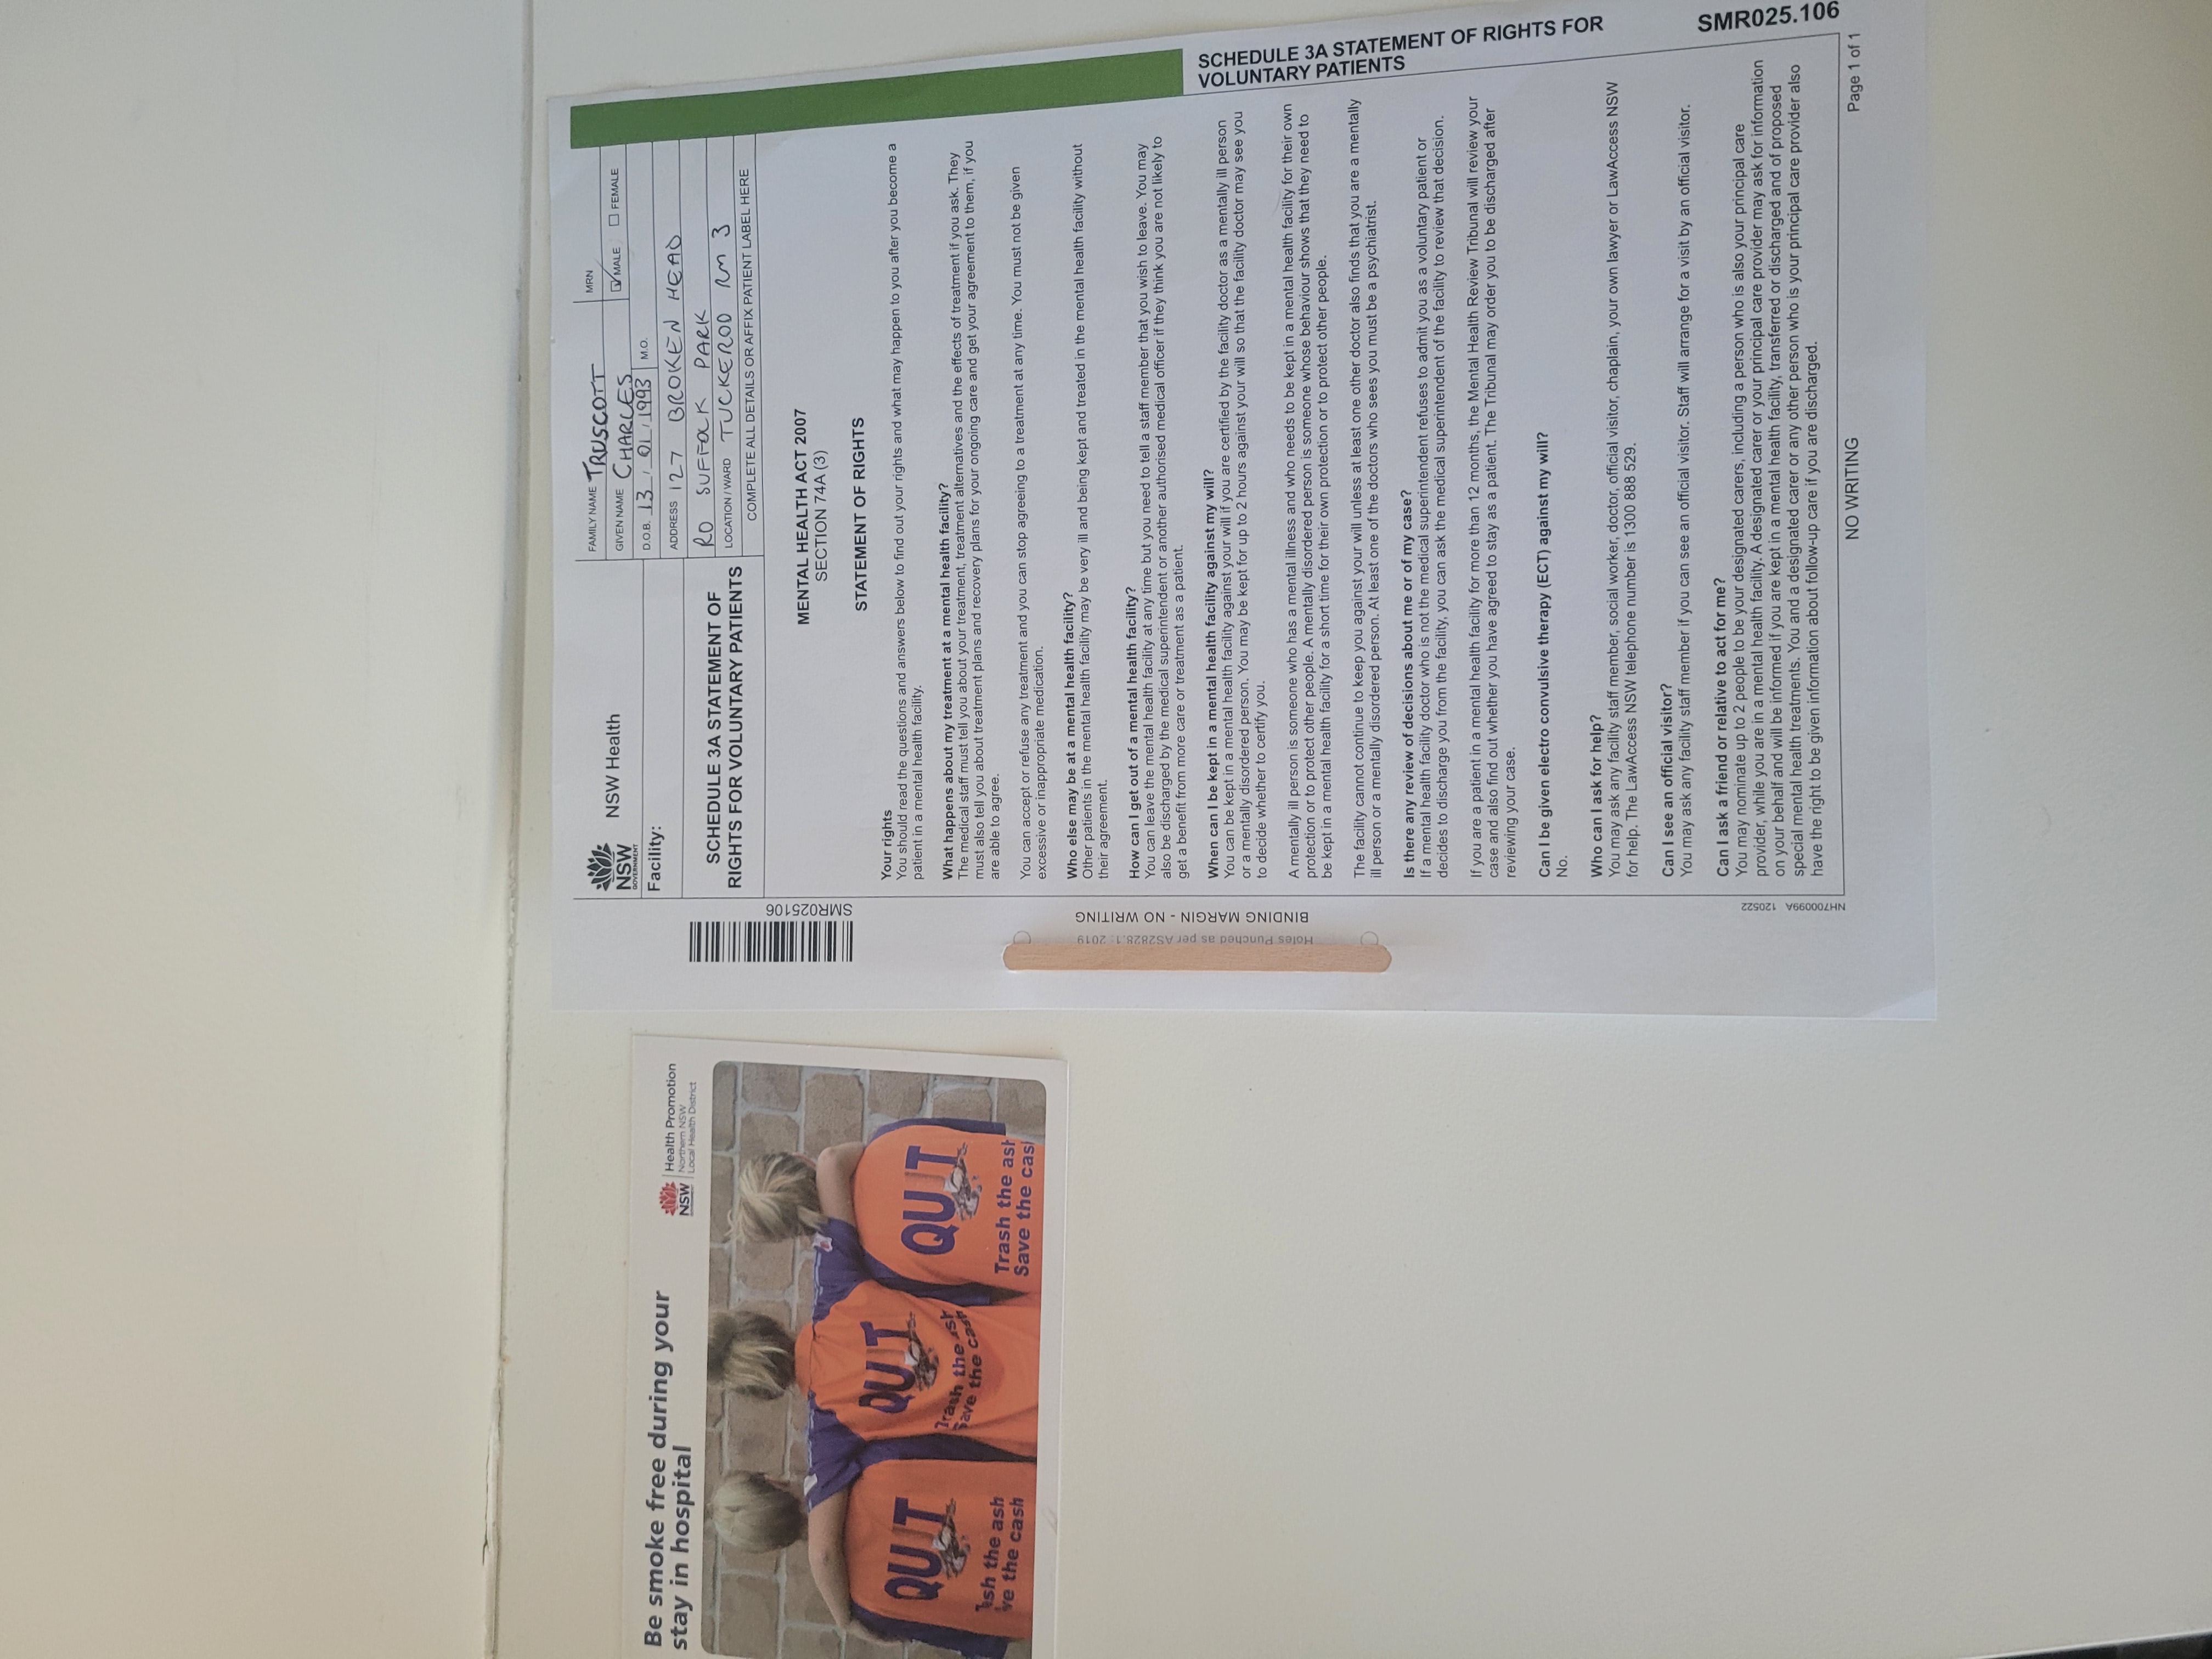 Be smoke free during your
stay in hospital
NSW
Health Promotion
Northern NSW
Local Health District
QUIT
Trash the ash
Save the cash
QUIT
Trash the ash
Save the cash
QUIT
Trash the ash
Save the cas
NSW
GOVERNMENT
NSW Health
Facility:
SCHEDULE 3A STATEMENT OF
RIGHTS FOR VOLUNTARY PATIENTS
FAMILY NAME TRUSCOTT
MRN
GIVEN NAME CHARLES
MALE FEMALE
D.O.B. 13 / 01 / 1993 M.O.
ADDRESS 127 BROKEN HEAD
RD SUFFOLK PARK
LOCATION / WARD TUCKEROO RM 3
COMPLETE ALL DETAILS OR AFFIX PATIENT LABEL HERE
SMR025106
Holes Punched as per AS2828.1: 2019
BINDING MARGIN - NO WRITING
NH700099A 120522
MENTAL HEALTH ACT 2007
SECTION 74A (3)
STATEMENT OF RIGHTS
Your rights
You should read the questions and answers below to find out your rights and what may happen to you after you become a
patient in a mental health facility.
What happens about my treatment at a mental health facility?
The medical staff must tell you about your treatment, treatment alternatives and the effects of treatment if you ask. They
must also tell you about treatment plans and recovery plans for your ongoing care and get your agreement to them, if you
are able to agree.
You can accept or refuse any treatment and you can stop agreeing to a treatment at any time. You must not be given
excessive or inappropriate medication.
Who else may be at a mental health facility?
Other patients in the mental health facility may be very ill and being kept and treated in the mental health facility without
their agreement.
How can I get out of a mental health facility?
You can leave the mental health facility at any time but you need to tell a staff member that you wish to leave. You may
also be discharged by the medical superintendent or another authorised medical officer if they think you are not likely to
get a benefit from more care or treatment as a patient.
When can I be kept in a mental health facility against my will?
You can be kept in a mental health facility against your will if you are certified by the facility doctor as a mentally ill person
or a mentally disordered person. You may be kept for up to 2 hours against your will so that the facility doctor may see you
to decide whether to certify you.
A mentally ill person is someone who has a mental illness and who needs to be kept in a mental health facility for their own
protection or to protect other people. A mentally disordered person is someone whose behaviour shows that they need to
be kept in a mental health facility for a short time for their own protection or to protect other people.
The facility cannot continue to keep you against your will unless at least one other doctor also finds that you are a mentally
ill person or a mentally disordered person. At least one of the doctors who sees you must be a psychiatrist.
Is there any review of decisions about me or of my case?
If a mental health facility doctor who is not the medical superintendent refuses to admit you as a voluntary patient or
decides to discharge you from the facility, you can ask the medical superintendent of the facility to review that decision.
If you are a patient in a mental health facility for more than 12 months, the Mental Health Review Tribunal will review your
case and also find out whether you have agreed to stay as a patient. The Tribunal may order you to be discharged after
reviewing your case.
Can I be given electro convulsive therapy (ECT) against my will?
No.
Who can I ask for help?
You may ask any facility staff member, social worker, doctor, official visitor, chaplain, your own lawyer or LawAccess NSW
for help. The LawAccess NSW telephone number is 1300 888 529.
Can I see an official visitor?
You may ask any facility staff member if you can see an official visitor. Staff will arrange for a visit by an official visitor.
Can I ask a friend or relative to act for me?
You may nominate up to 2 people to be your designated carers, including a person who is also your principal care
provider, while you are in a mental health facility. A designated carer or your principal care provider may ask for information
on your behalf and will be informed if you are kept in a mental health facility, transferred or discharged and of proposed
special mental health treatments. You and a designated carer or any other person who is your principal care provider also
have the right to be given information about follow-up care if you are discharged.
NO WRITING
Page 1 of 1
SCHEDULE 3A STATEMENT OF RIGHTS FOR
VOLUNTARY PATIENTS
SMR025.106